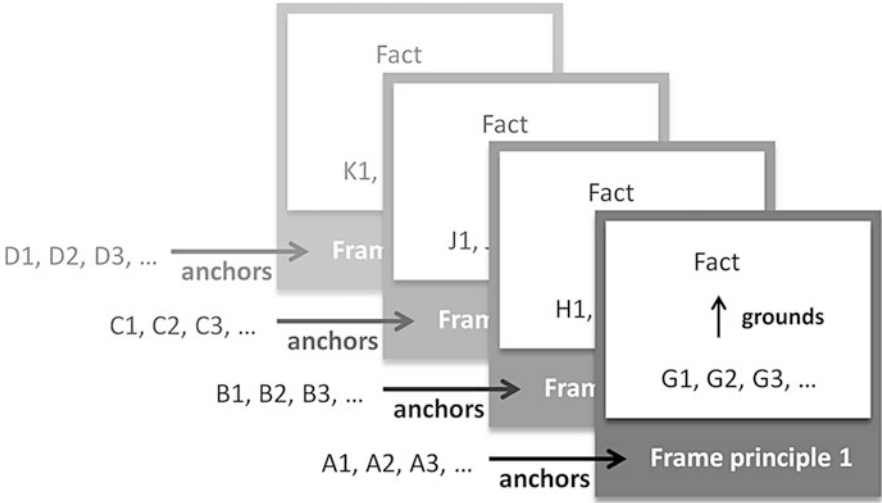 Fact
K1,
D1, D2, D3, ...
anchors
Fram
Fact
J1,
C1, C2, C3, ...
anchors
Fram
Fact
H1,
B1, B2, B3, ...
anchors
Fram
Fact
grounds
G1, G2, G3, ...
A1, A2, A3, ...
anchors
Frame principle 1